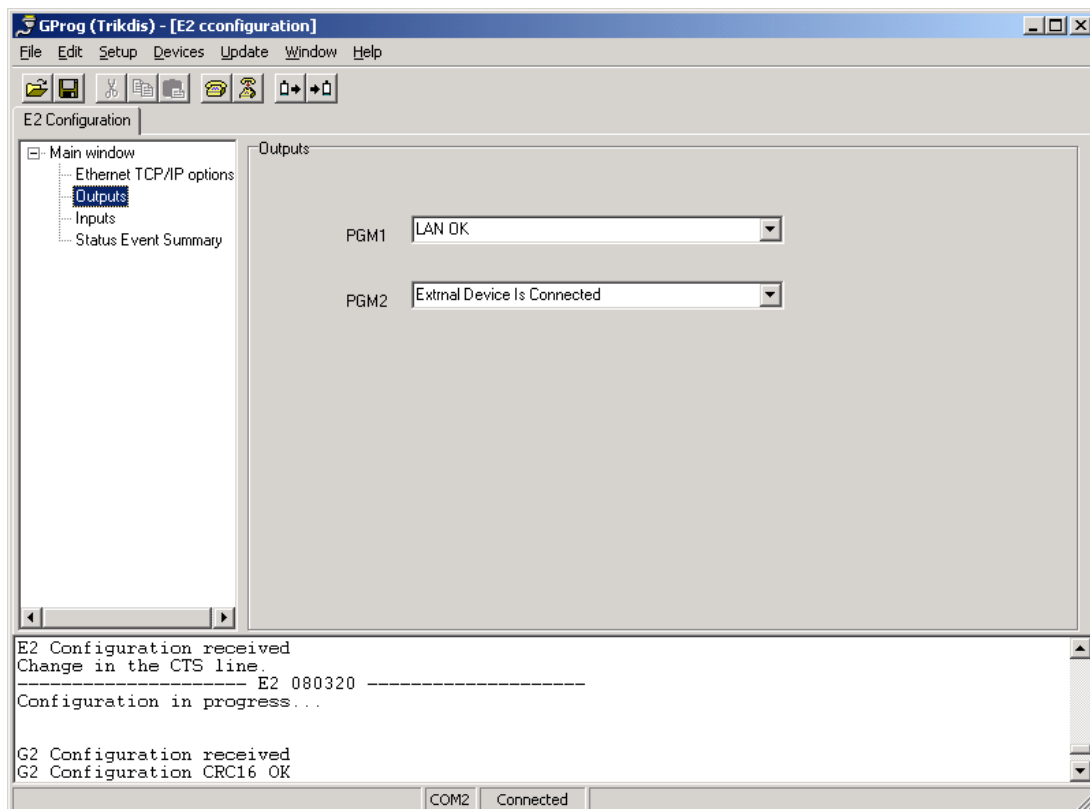 GProg (Trikdis) - [E2 cconfiguration]
File Edit Setup Devices Update Window Help
E2 Configuration
Main window
Ethernet TCP/IP options
Outputs
Inputs
Status Event Summary
Outputs
PGM1 LAN OK
PGM2 Extrnal Device Is Connected
E2 Configuration received
Change in the CTS line.
--------------------- E2 080320 --------------------
Configuration in progress...
G2 Configuration received
G2 Configuration CRC16 OK
COM2 Connected